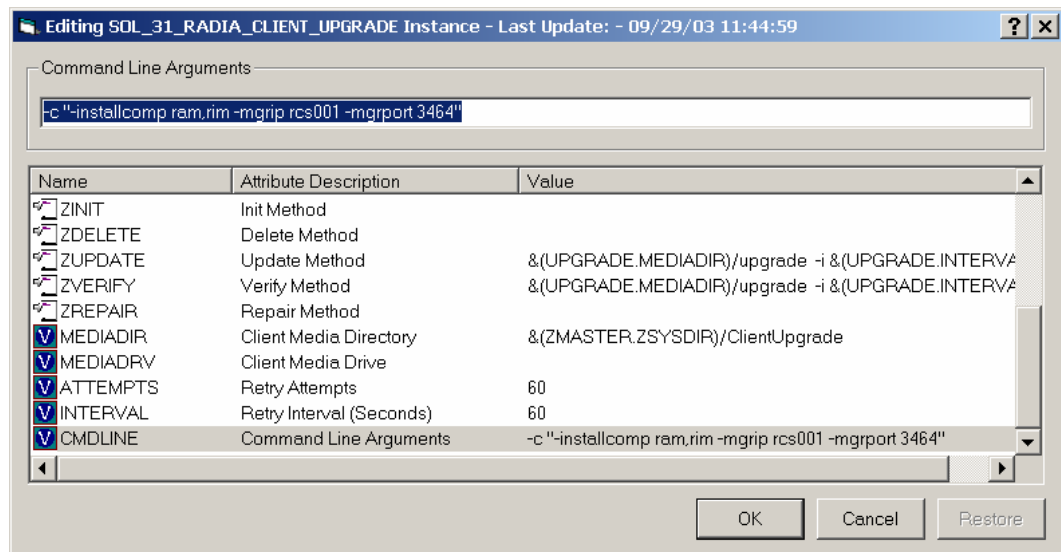 Editing SOL_31_RADIA_CLIENT_UPGRADE Instance - Last Update: - 09/29/03 11:44:59
Command Line Arguments
-c "-installcomp ram,rim -mgrip rcs001 -mgrport 3464"
Name Attribute Description Value
ZINIT Init Method
ZDELETE Delete Method
ZUPDATE Update Method &(UPGRADE.MEDIADIR)/upgrade -i &(UPGRADE.INTERVA
ZVERIFY Verify Method &(UPGRADE.MEDIADIR)/upgrade -i &(UPGRADE.INTERVA
ZREPAIR Repair Method
V MEDIADIR Client Media Directory &(ZMASTER.ZSYSDIR)/ClientUpgrade
V MEDIADRV Client Media Drive
V ATTEMPTS Retry Attempts 60
V INTERVAL Retry Interval (Seconds) 60
V CMDLINE Command Line Arguments -c "-installcomp ram,rim -mgrip rcs001 -mgrport 3464"
OK Cancel Restore